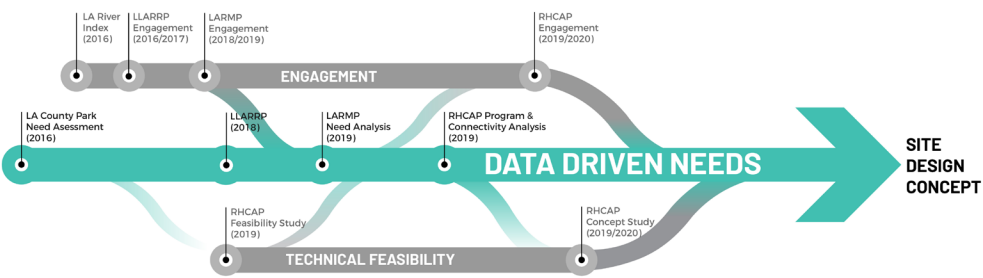 LA River
Index
(2016)
LLARRP
Engagement
(2016/2017)
LARMP
Engagement
(2018/2019)
RHCAP
Engagement
(2019/2020)
ENGAGEMENT
LA County Park
Need Asessment
(2016)
LLARRP
(2018)
LARMP
Need Analysis
(2019)
RHCAP Program &
Connectivity Analysis
(2019)
DATA DRIVEN NEEDS
SITE
DESIGN
CONCEPT
RHCAP
Feasibility Study
(2019)
RHCAP
Concept Study
(2019/2020)
TECHNICAL FEASIBILITY